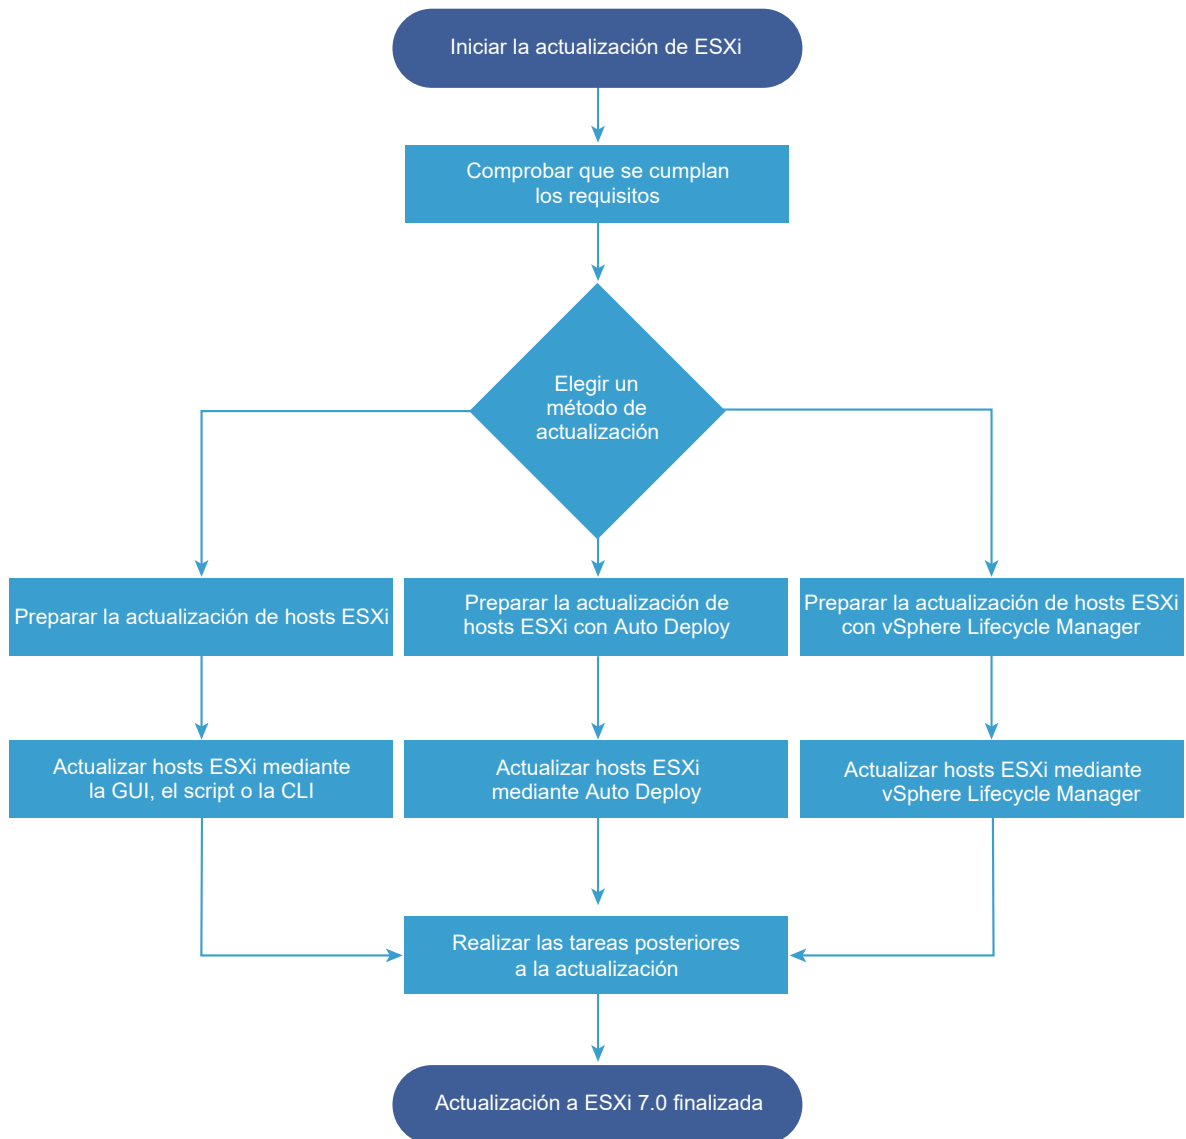 Iniciar la actualización de ESXi
Comprobar que se cumplan
los requisitos
Elegir un
método de
actualización
Preparar la actualización de hosts ESXi
Preparar la actualización de
hosts ESXi con Auto Deploy
Preparar la actualización de hosts ESXi
con vSphere Lifecycle Manager
Actualizar hosts ESXi mediante
la GUI, el script o la CLI
Actualizar hosts ESXi
mediante Auto Deploy
Actualizar hosts ESXi mediante
vSphere Lifecycle Manager
Realizar las tareas posteriores
a la actualización
Actualización a ESXi 7.0 finalizada